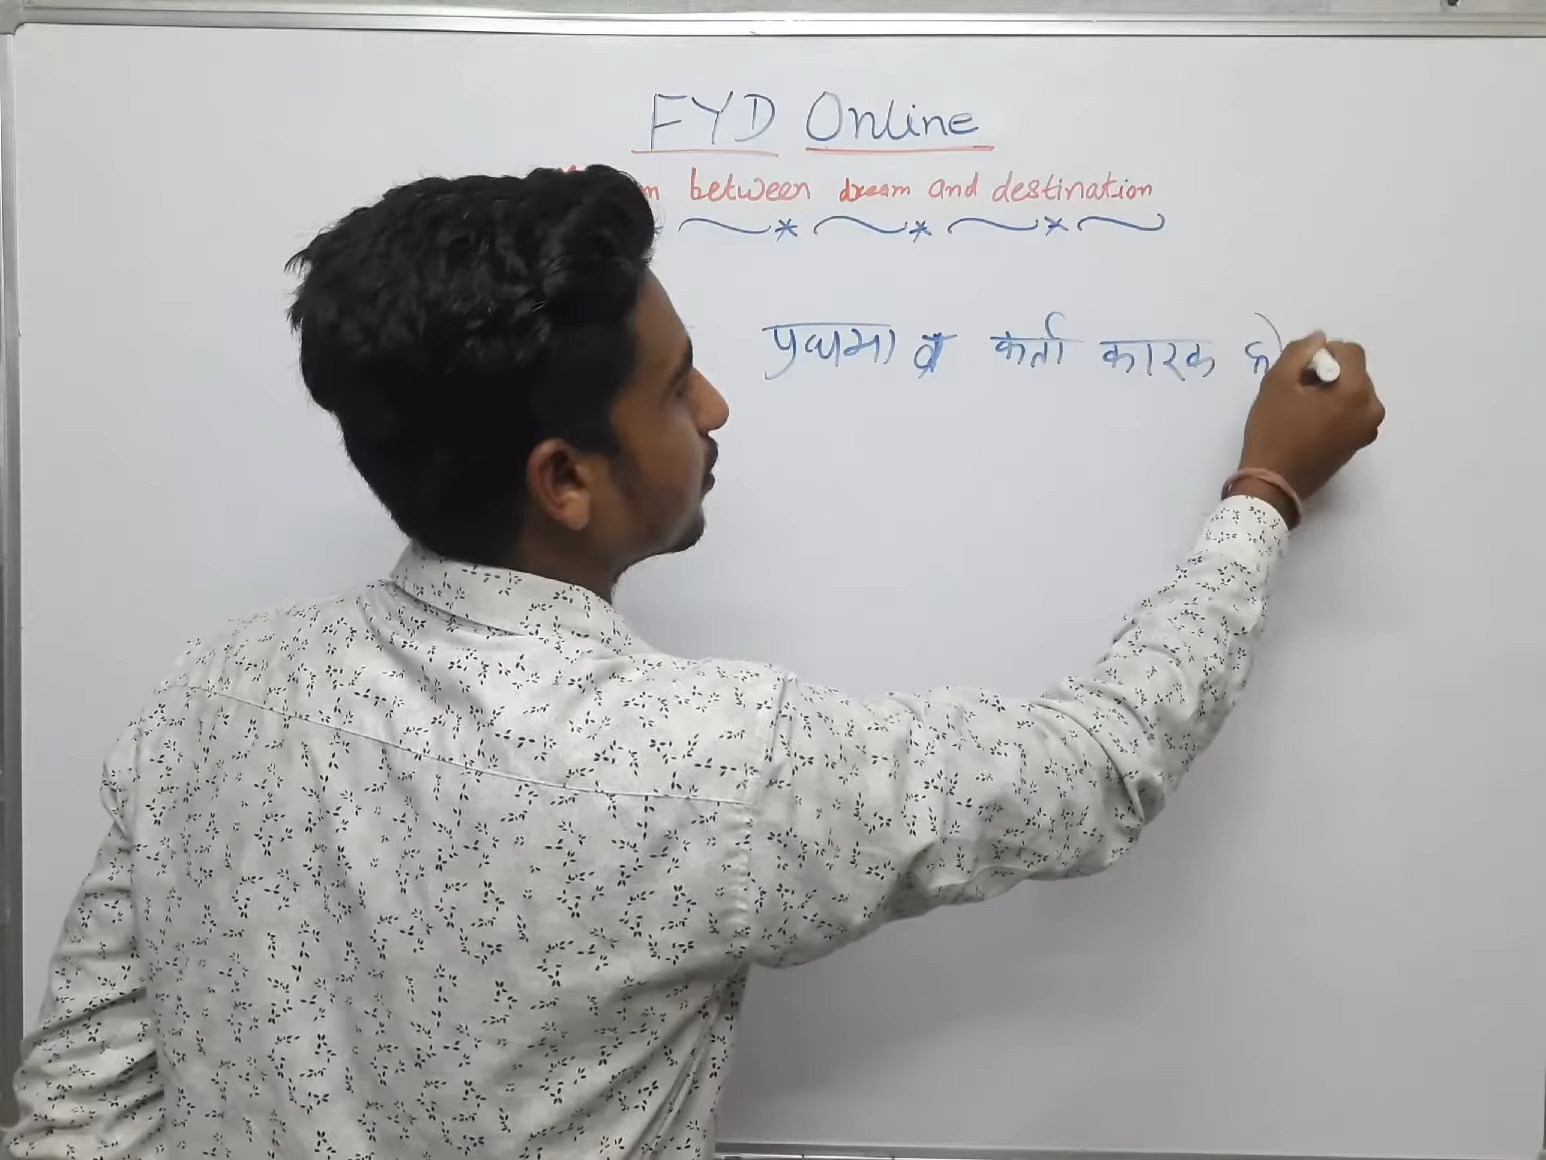 FYD Online
between dream and destination
प्रथमा व कर्ता कारक